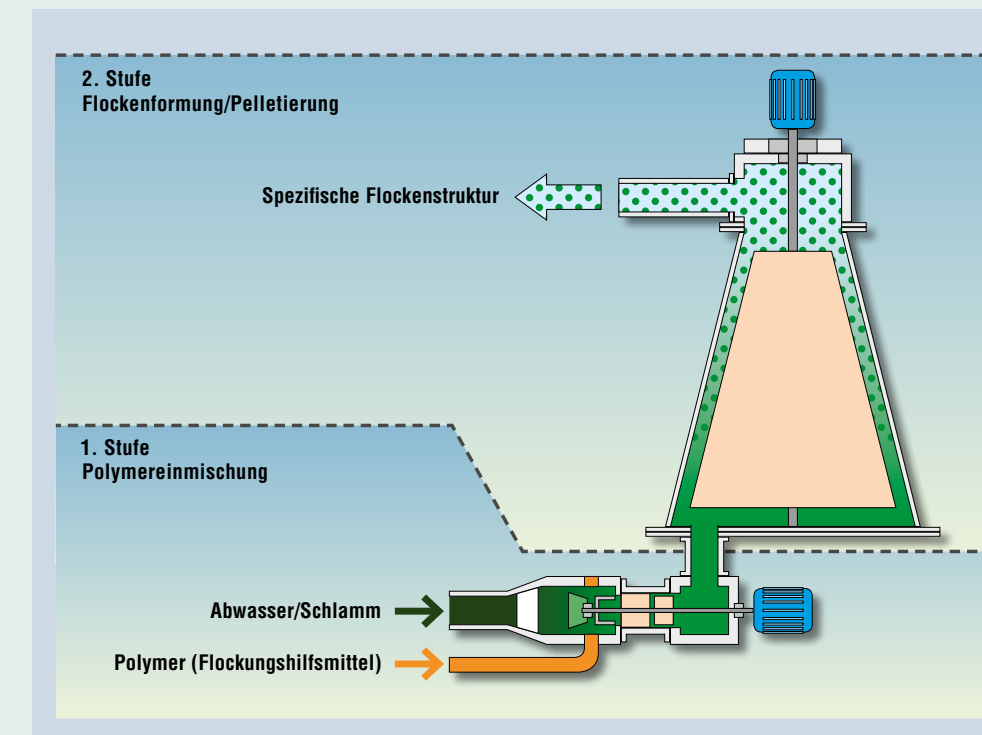 2. Stufe
Flockenformung/Pelletierung
Spezifische Flockenstruktur
1. Stufe
Polymereinmischung
Abwasser/Schlamm
Polymer (Flockungshilfsmittel)